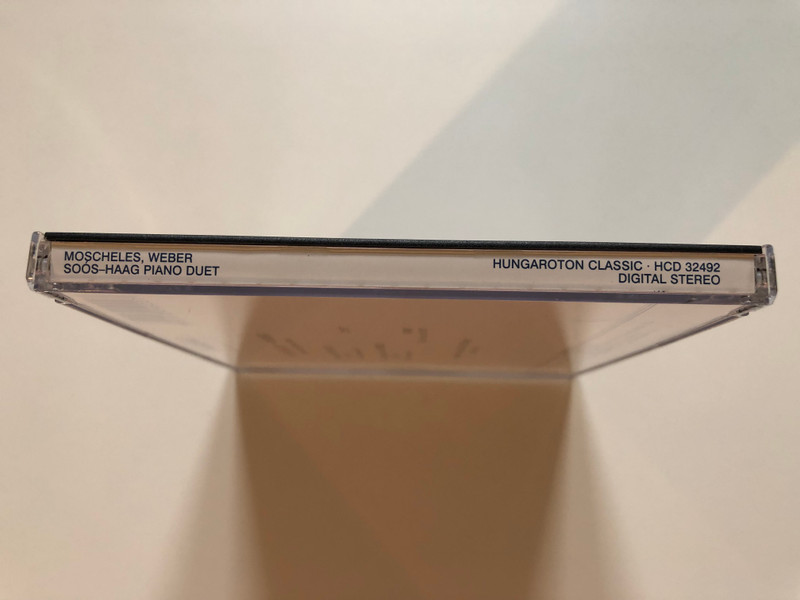 MOSCHELES, WEBER
SOÓS–HAAG PIANO DUET
HUNGAROTON CLASSIC · HCD 32492
DIGITAL STEREO